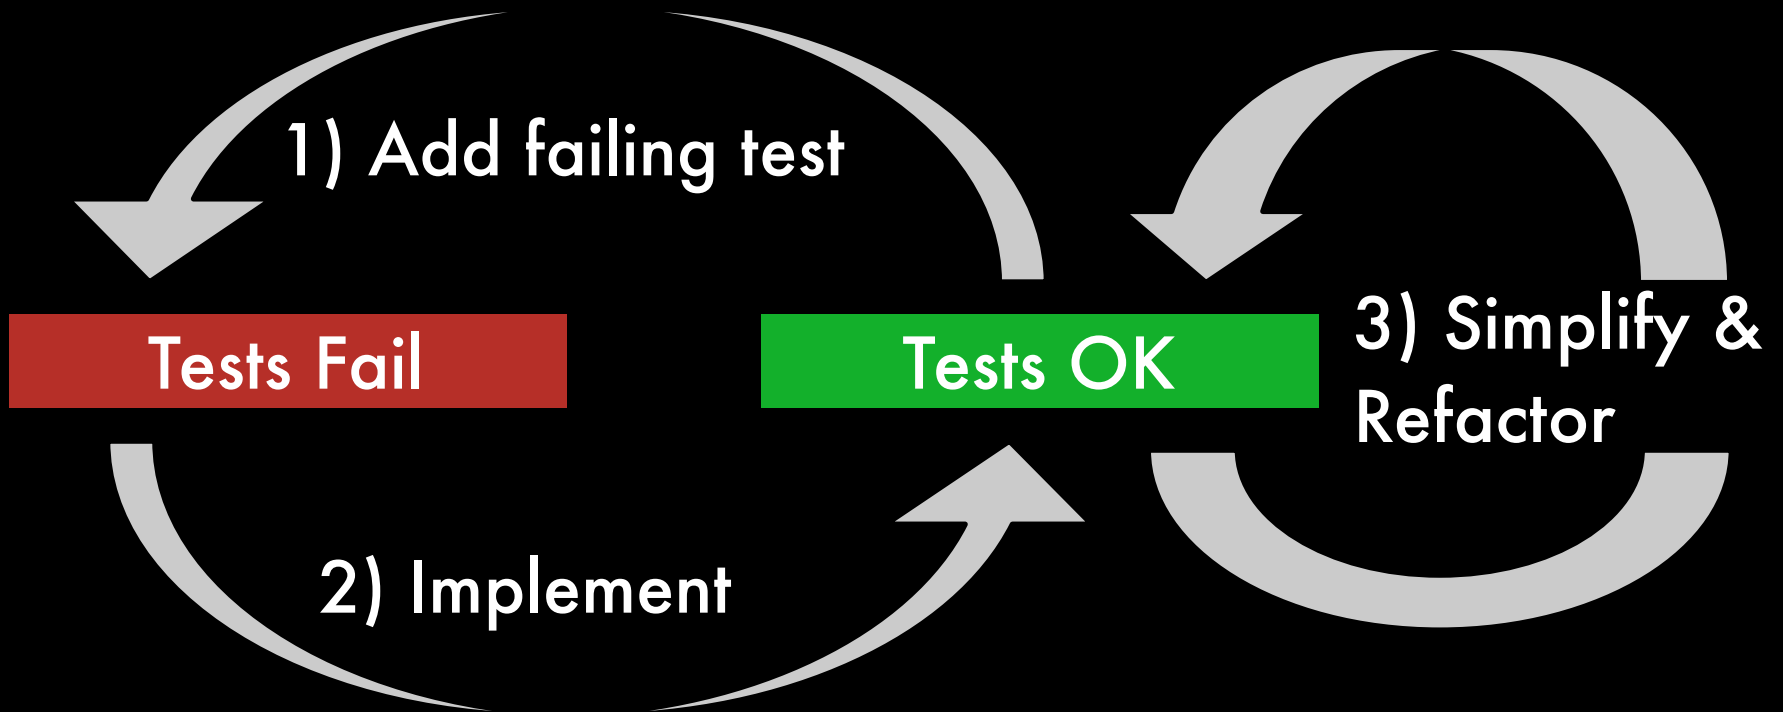 1) Add failing test
Tests Fail
Tests OK
3) Simplify &
Refactor
2) Implement